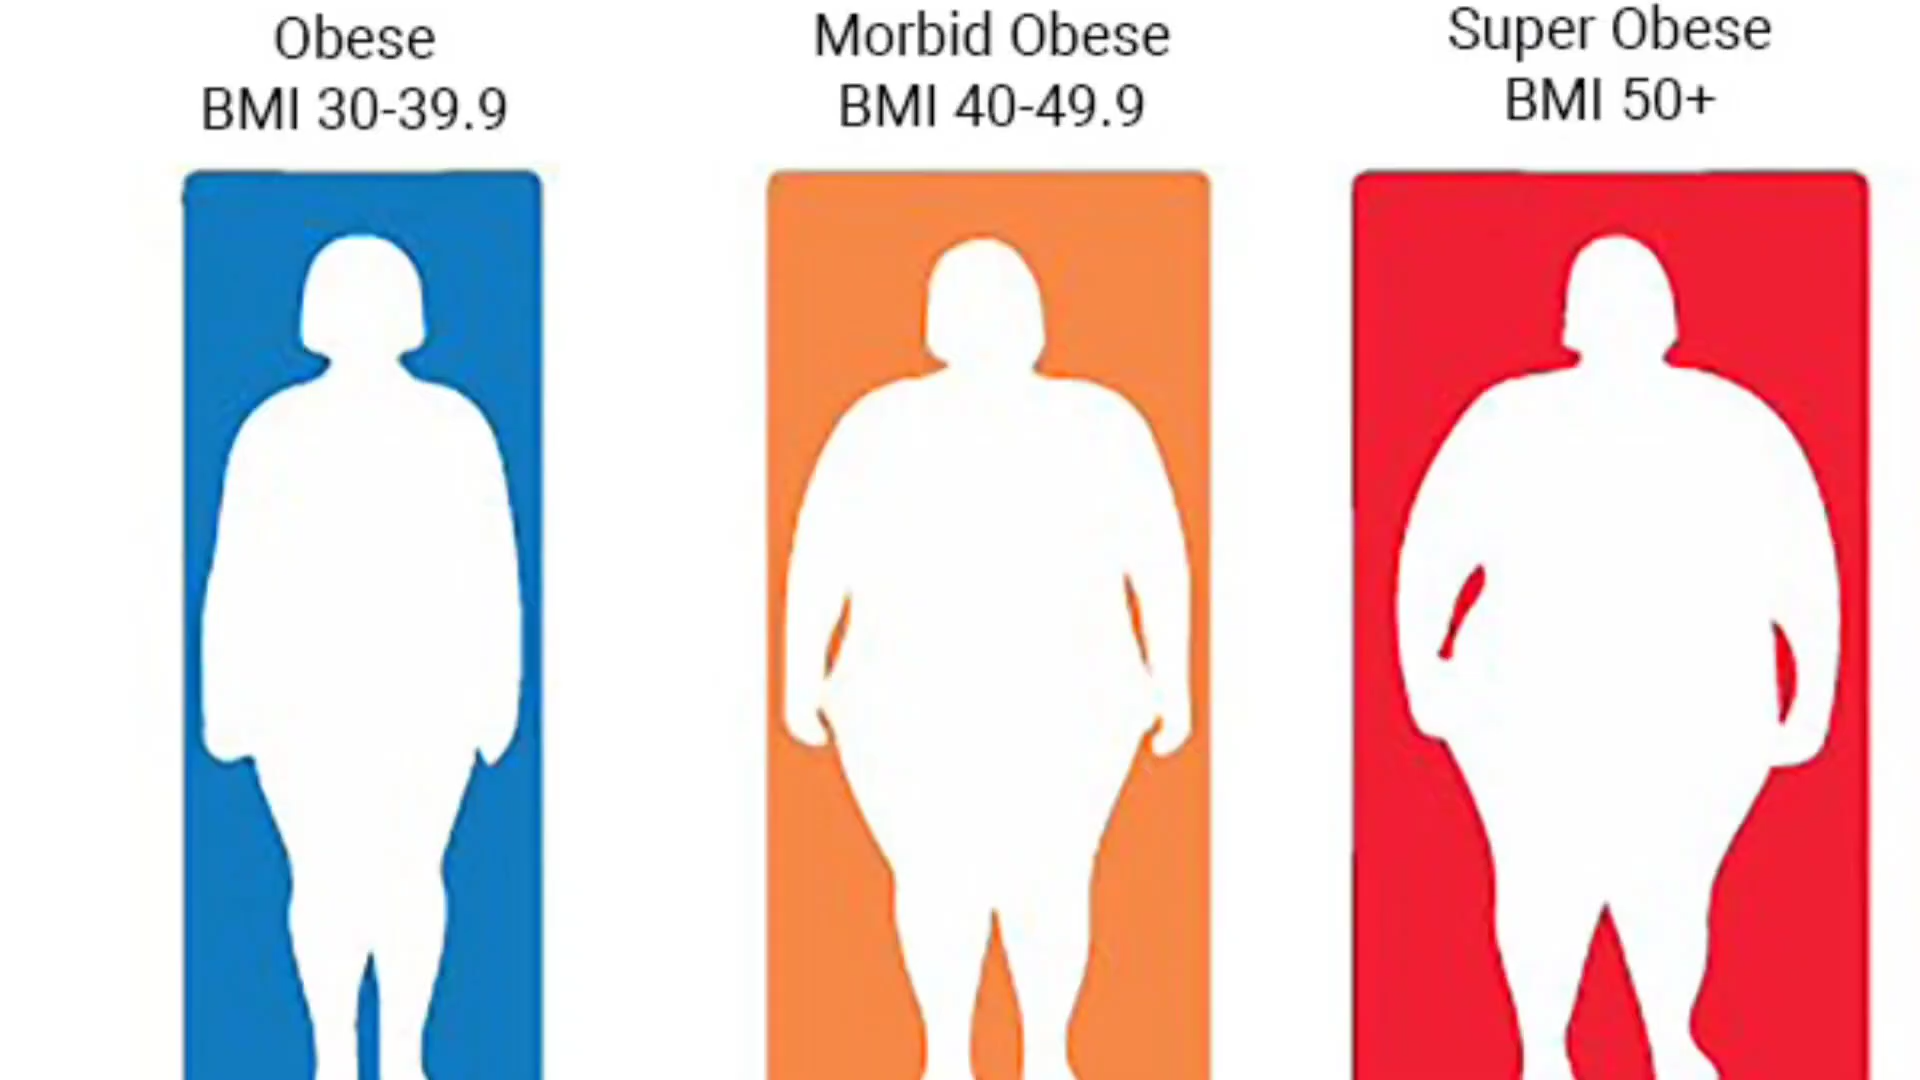 Obese
BMI 30-39.9
Morbid Obese
BMI 40-49.9
Super Obese
BMI 50+